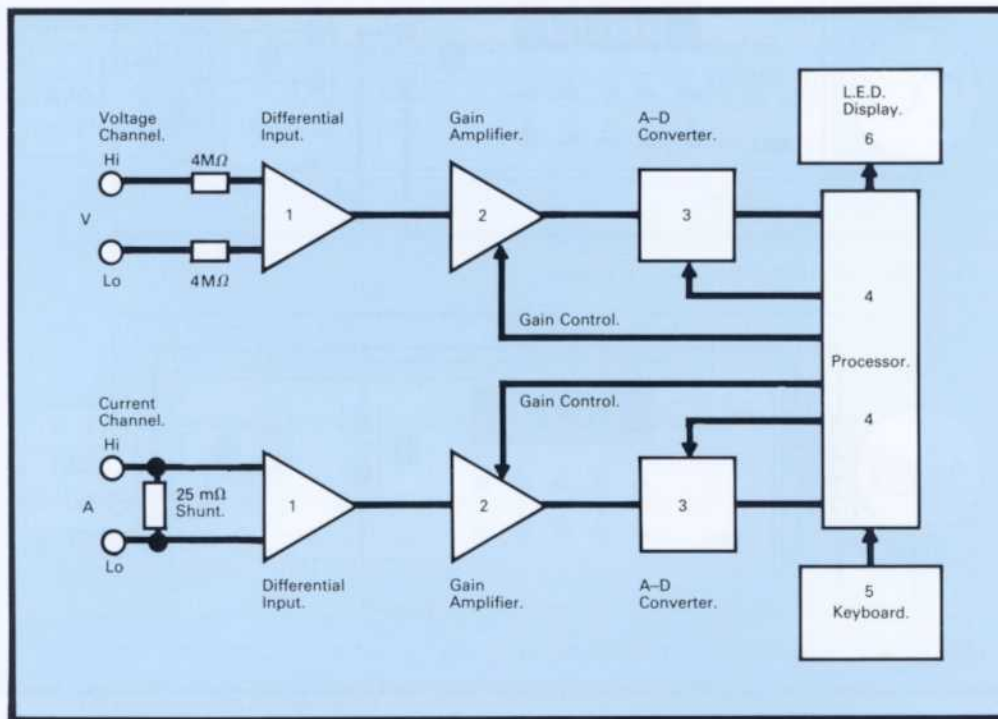 Voltage
Channel.
Hi
4MΩ
V
Lo
4MΩ
Differential
Input.
1
Gain
Amplifier.
2
A–D
Converter.
3
L.E.D.
Display.
6
Gain Control.
4
Processor.
4
Gain Control.
Current
Channel.
Hi
A
25 mΩ
Shunt.
Lo
1
Differential
Input.
2
Gain
Amplifier.
3
A–D
Converter.
5
Keyboard.